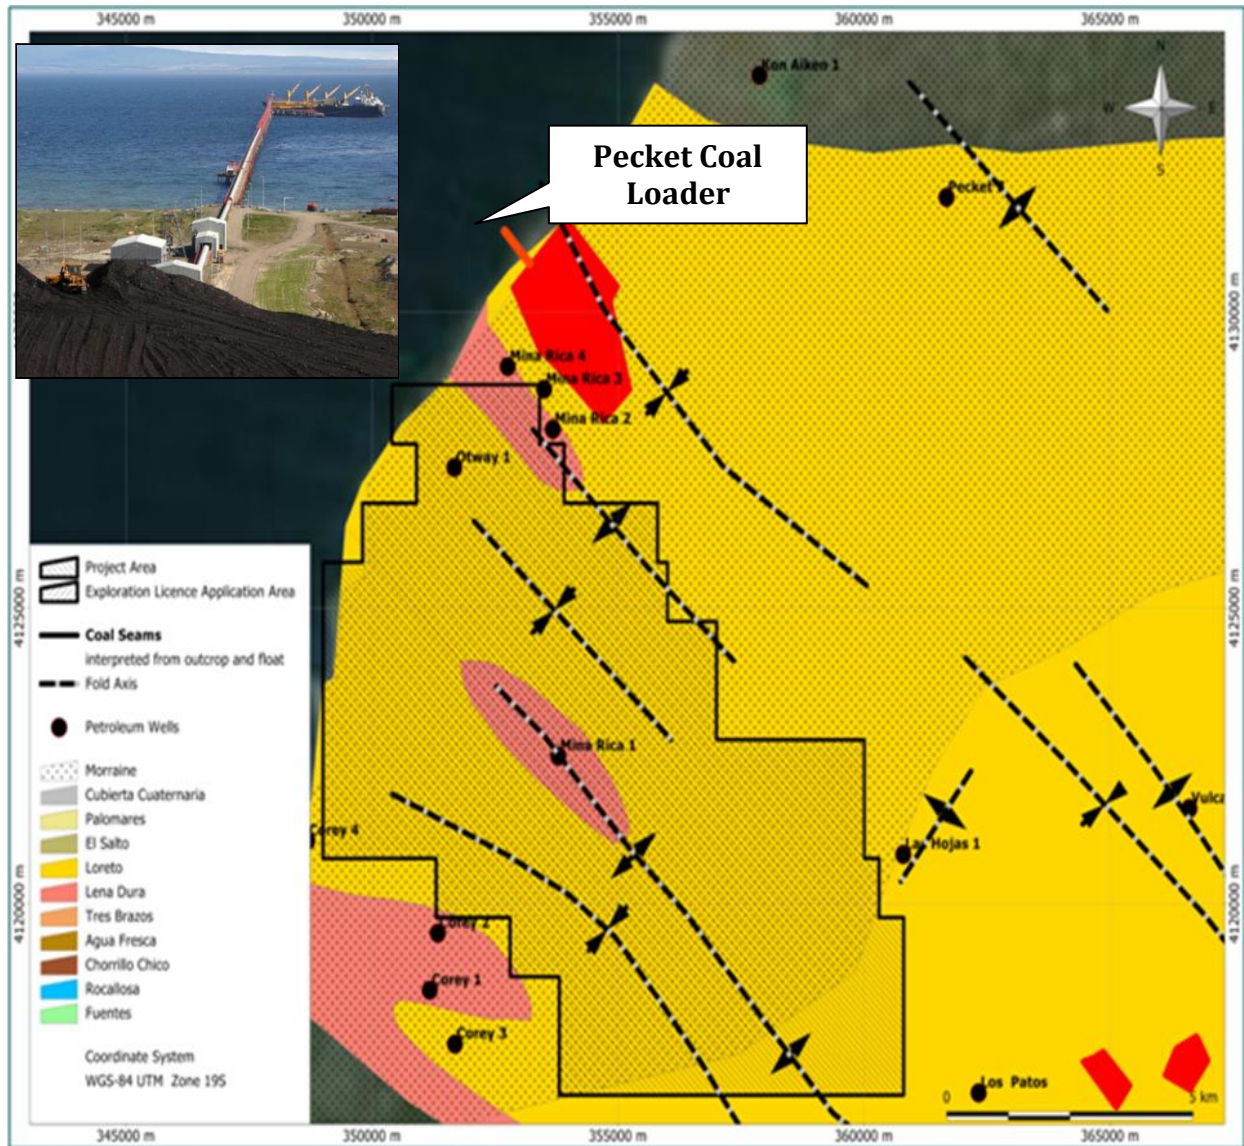 345000 m
350000 m
355000 m
360000 m
365000 m
Kon Aikeo 1
N
W
E
S
Pecket Coal
Loader
Pecket
4130000 m
Mina Rica 4
Mina Rica 3
Mina Rica 2
Otway 1
Project Area
Exploration Licence Application Area
4125000 m
4125000 m
Coal Seams
interpreted from outcrop and float
Fold Axis
Petroleum Wells
Mina Rica 1
Morraine
Cubierta Cuaternaria
Palomares
El Salto
Loreto
Lena Dura
Tres Brazos
Agua Fresca
Chorrillo Chico
Rocallosa
Fuentes
Vulca
Corey 4
Las Hojas 1
4120000 m
4120000 m
Corey 2
Corey 1
Corey 3
Coordinate System
WGS-84 UTM Zone 19S
Los Patos
0
5 km
345000 m
350000 m
355000 m
360000 m
365000 m